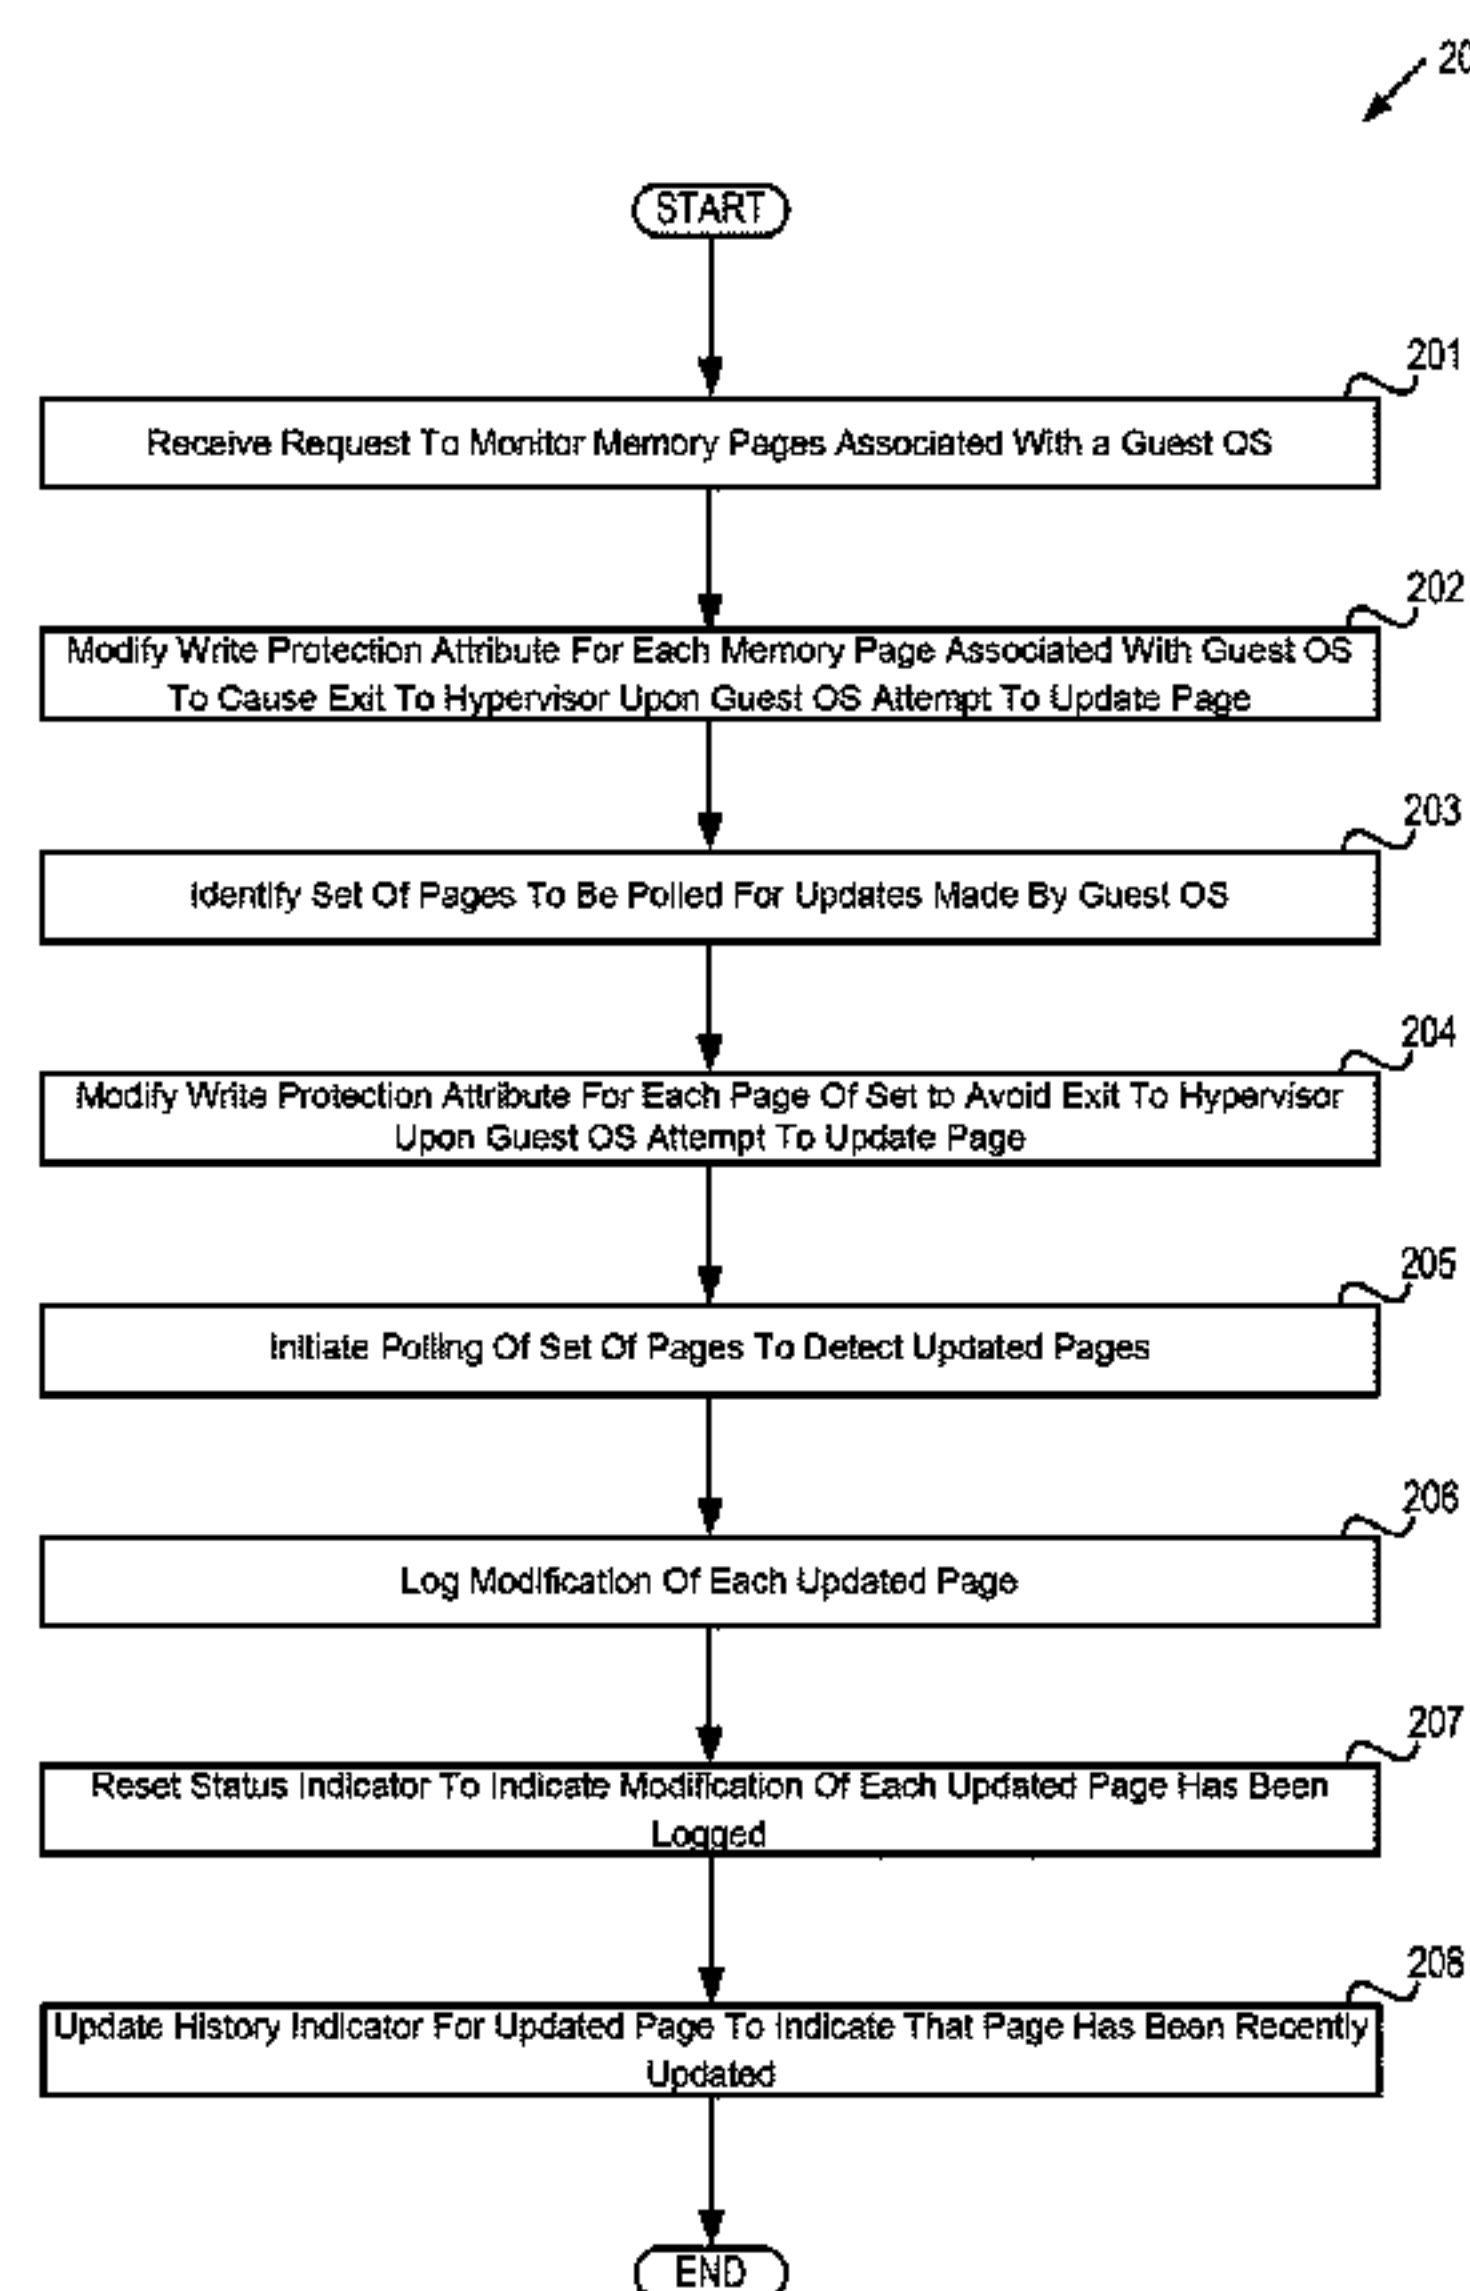 20
START
201
Receive Request To Monitor Memory Pages Associated With a Guest OS
202
Modify Write Protection Attribute For Each Memory Page Associated With Guest OS
To Cause Exit To Hypervisor Upon Guest OS Attempt To Update Page
203
Identify Set Of Pages To Be Polled For Updates Made By Guest OS
204
Modify Write Protection Attribute For Each Page Of Set to Avoid Exit To Hypervisor
Upon Guest OS Attempt To Update Page
205
Initiate Polling Of Set Of Pages To Detect Updated Pages
206
Log Modification Of Each Updated Page
207
Reset Status Indicator To Indicate Modification Of Each Updated Page Has Been
Logged
208
Update History Indicator For Updated Page To Indicate That Page Has Been Recently
Updated
END